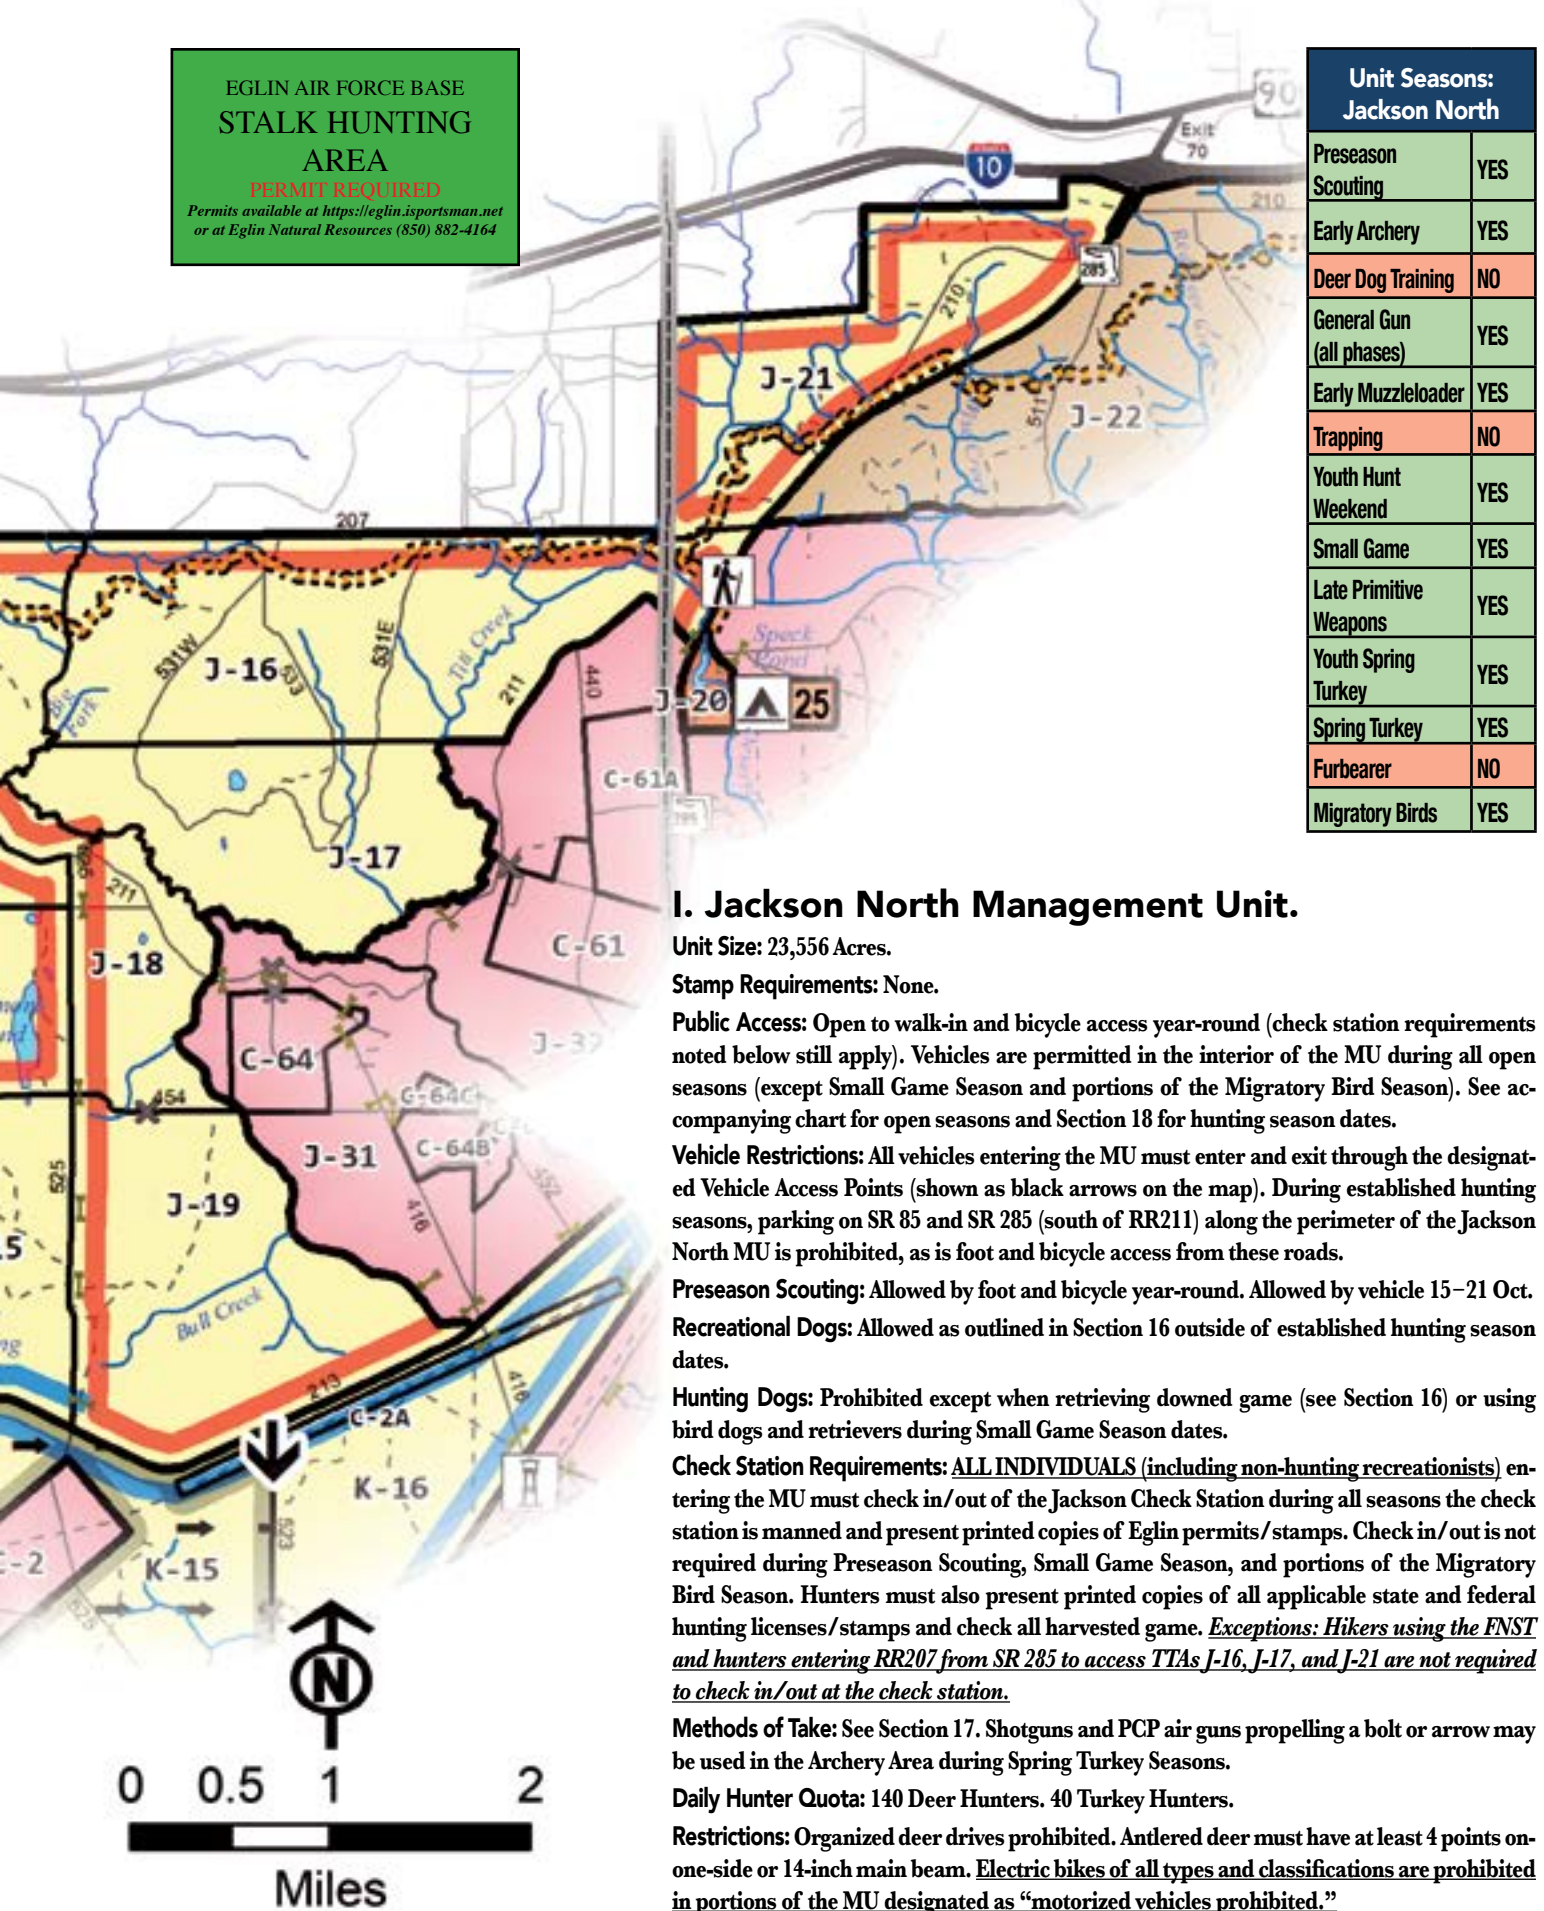 EGLIN AIR FORCE BASE
STALK HUNTING
AREA
PERMIT REQUIRED
Permits available at https://eglin.isportsman.net
or at Eglin Natural Resources (850) 882-4164
90
Exit
70
10
210
285
210
J-21
511
J-22
207
531W
J-16
533
531E
Till Creek
211
440
Big
Fork
Speck
Pond
J-20
25
C-61A
285
J-17
211
J-18
C-61
C-64
J-37
454
C-64C
C-64B
J-31
525
J-19
416
Bull Creek
213
C-2A
416
K-16
523
K-15
C-2
N
0 0.5 1 2
Miles
Unit Seasons:
Jackson North
Preseason
Scouting YES
Early Archery YES
Deer Dog Training NO
General Gun
(all phases) YES
Early Muzzleloader YES
Trapping NO
Youth Hunt
Weekend YES
Small Game YES
Late Primitive
Weapons YES
Youth Spring
Turkey YES
Spring Turkey YES
Furbearer NO
Migratory Birds YES
I. Jackson North Management Unit.
Unit Size: 23,556 Acres.
Stamp Requirements: None.
Public Access: Open to walk-in and bicycle access year-round (check station requirements
noted below still apply). Vehicles are permitted in the interior of the MU during all open
seasons (except Small Game Season and portions of the Migratory Bird Season). See ac-
companying chart for open seasons and Section 18 for hunting season dates.
Vehicle Restrictions: All vehicles entering the MU must enter and exit through the designat-
ed Vehicle Access Points (shown as black arrows on the map). During established hunting
seasons, parking on SR 85 and SR 285 (south of RR211) along the perimeter of the Jackson
North MU is prohibited, as is foot and bicycle access from these roads.
Preseason Scouting: Allowed by foot and bicycle year-round. Allowed by vehicle 15–21 Oct.
Recreational Dogs: Allowed as outlined in Section 16 outside of established hunting season
dates.
Hunting Dogs: Prohibited except when retrieving downed game (see Section 16) or using
bird dogs and retrievers during Small Game Season dates.
Check Station Requirements: ALL INDIVIDUALS (including non-hunting recreationists) en-
tering the MU must check in/out of the Jackson Check Station during all seasons the check
station is manned and present printed copies of Eglin permits/stamps. Check in/out is not
required during Preseason Scouting, Small Game Season, and portions of the Migratory
Bird Season. Hunters must also present printed copies of all applicable state and federal
hunting licenses/stamps and check all harvested game. Exceptions: Hikers using the FNST
and hunters entering RR207 from SR 285 to access TTAs J-16, J-17, and J-21 are not required
to check in/out at the check station.
Methods of Take: See Section 17. Shotguns and PCP air guns propelling a bolt or arrow may
be used in the Archery Area during Spring Turkey Seasons.
Daily Hunter Quota: 140 Deer Hunters. 40 Turkey Hunters.
Restrictions: Organized deer drives prohibited. Antlered deer must have at least 4 points on-
one-side or 14-inch main beam. Electric bikes of all types and classifications are prohibited
in portions of the MU designated as “motorized vehicles prohibited.”